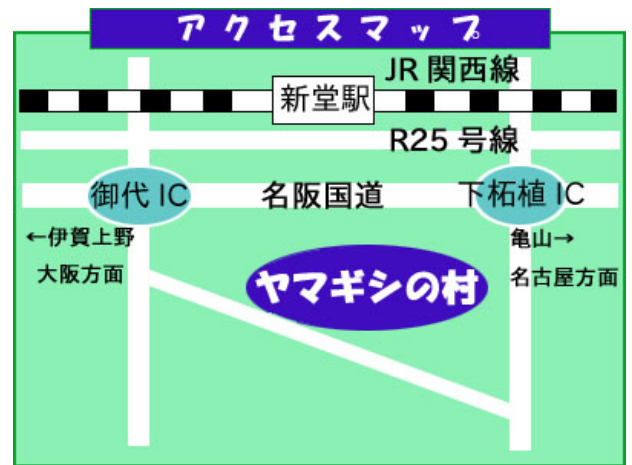 アクセスマップ
JR 関西線
新堂駅
R25 号線
御代 IC
名阪国道
下柘植 IC
←伊賀上野
大阪方面
亀山→
名古屋方面
ヤマギシの村